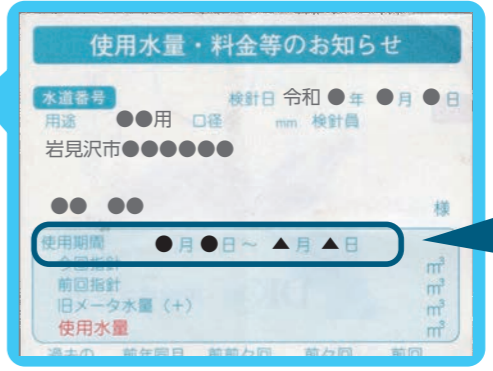 使用水量・料金等のお知らせ
水道番号 検針日 令和 ●年 ●月 ●日
用途 ●●用 口径 mm 検針員
岩見沢市●●●●●●
●● ●● 様
使用期間 ●月●日～ ▲月 ▲日
今回指針 m³
前回指針 m³
旧メータ水量（+） m³
使用水量 m³
過去の 前年同月 前前々回 前々回 前回